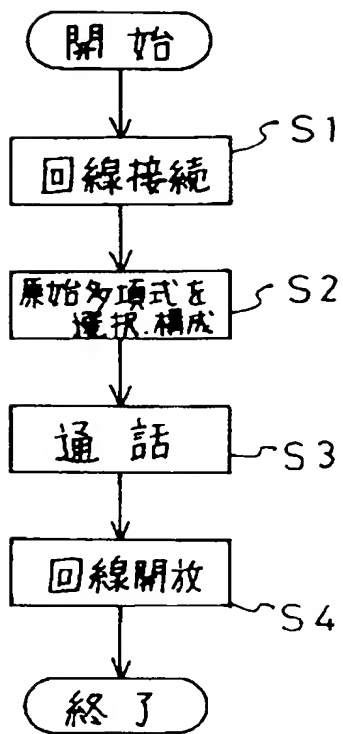 開始
回線接続
S1
原始多項式を
選択.構成
S2
通話
S3
回線開放
S4
終了